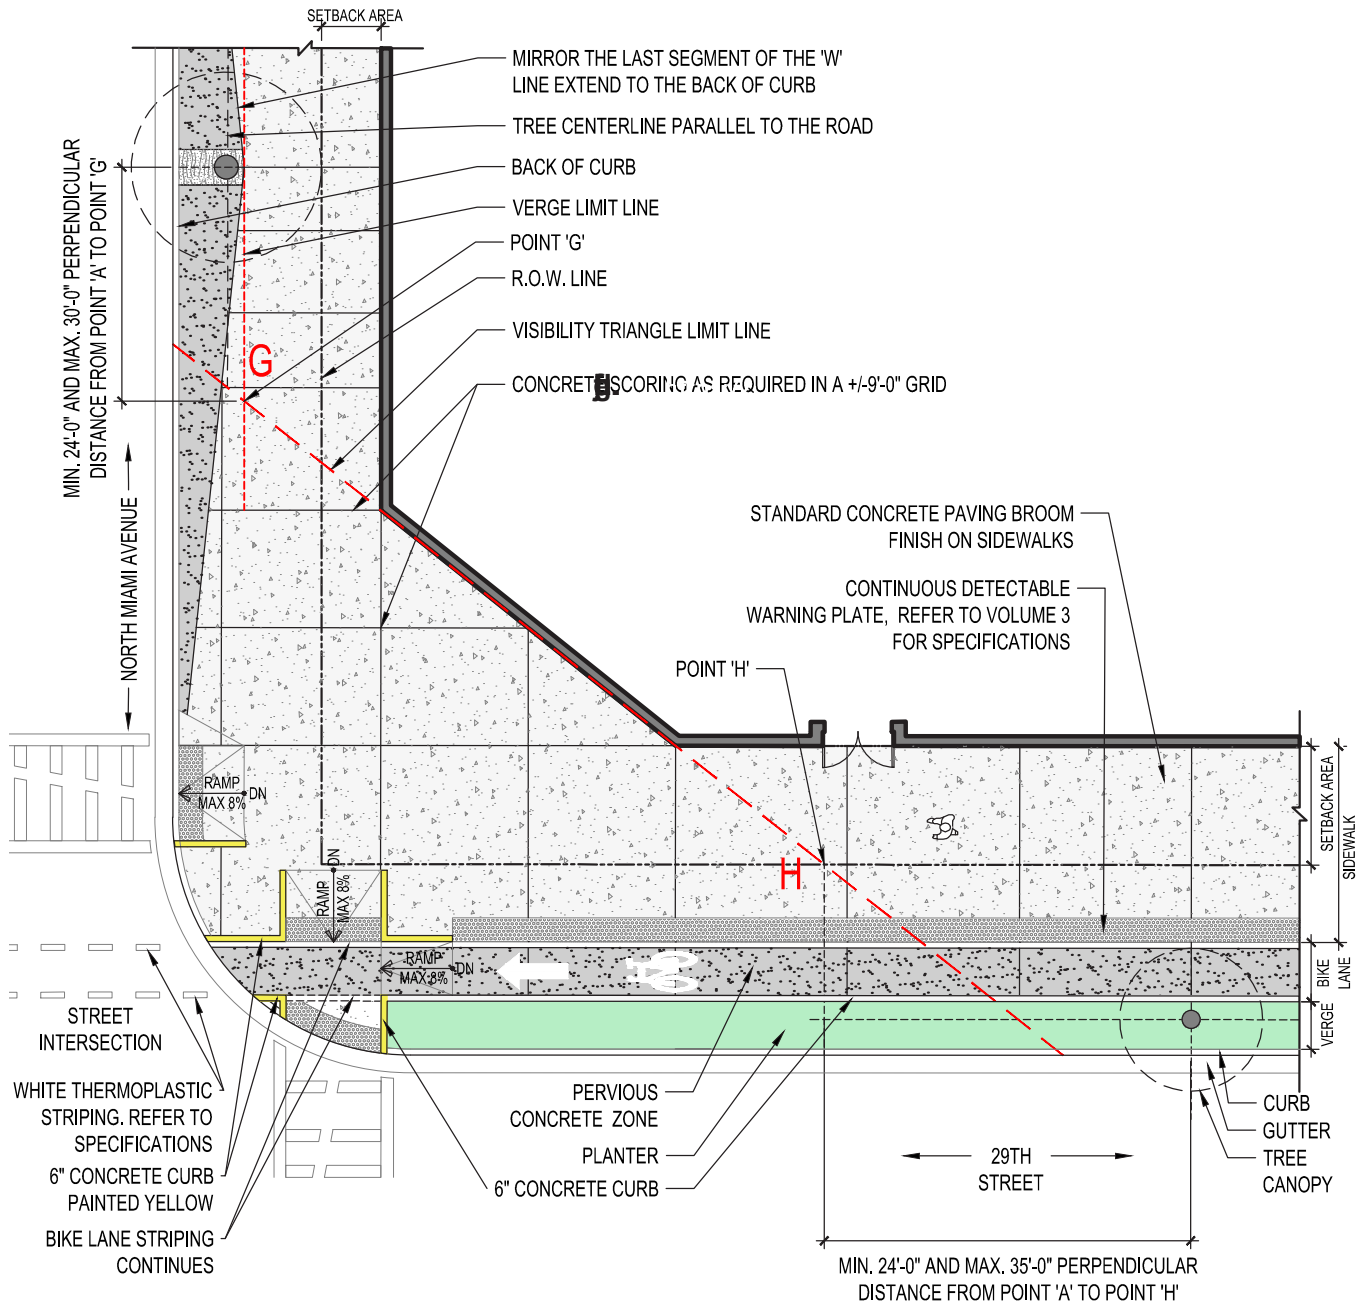 SETBACK AREA
MIRROR THE LAST SEGMENT OF THE 'W'
LINE EXTEND TO THE BACK OF CURB
TREE CENTERLINE PARALLEL TO THE ROAD
BACK OF CURB
VERGE LIMIT LINE
POINT 'G'
R.O.W. LINE
VISIBILITY TRIANGLE LIMIT LINE
CONCRETE SCORING AS REQUIRED IN A +/-9'-0" GRID
MIN. 24'-0" AND MAX. 30'-0" PERPENDICULAR
DISTANCE FROM POINT 'A' TO POINT 'G'
G
NORTH MIAMI AVENUE
STANDARD CONCRETE PAVING BROOM
FINISH ON SIDEWALKS
CONTINUOUS DETECTABLE
WARNING PLATE, REFER TO VOLUME 3
FOR SPECIFICATIONS
POINT 'H'
H
SETBACK AREA
SIDEWALK
BIKE
LANE
VERGE
RAMP
MAX 8%
DN
RAMP
MAX 8%
DN
RAMP
MAX 8%
DN
STREET
INTERSECTION
WHITE THERMOPLASTIC
STRIPING. REFER TO
SPECIFICATIONS
6" CONCRETE CURB
PAINTED YELLOW
BIKE LANE STRIPING
CONTINUES
PERVIOUS
CONCRETE ZONE
PLANTER
6" CONCRETE CURB
29TH
STREET
CURB
GUTTER
TREE
CANOPY
MIN. 24'-0" AND MAX. 35'-0" PERPENDICULAR
DISTANCE FROM POINT 'A' TO POINT 'H'